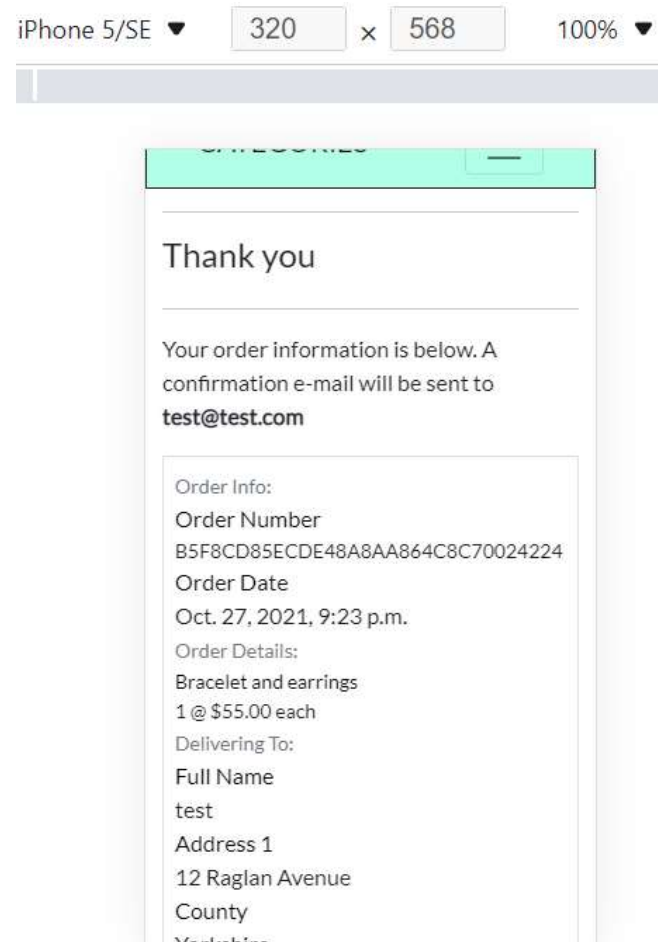 iPhone 5/SE 320 × 568 100%
CATEGORIES
Thank you
Your order information is below. A
confirmation e-mail will be sent to
test@test.com
Order Info:
Order Number
B5F8CD85ECDE48A8AA864C8C70024224
Order Date
Oct. 27, 2021, 9:23 p.m.
Order Details:
Bracelet and earrings
1 @ $55.00 each
Delivering To:
Full Name
test
Address 1
12 Raglan Avenue
County
Yorkshire